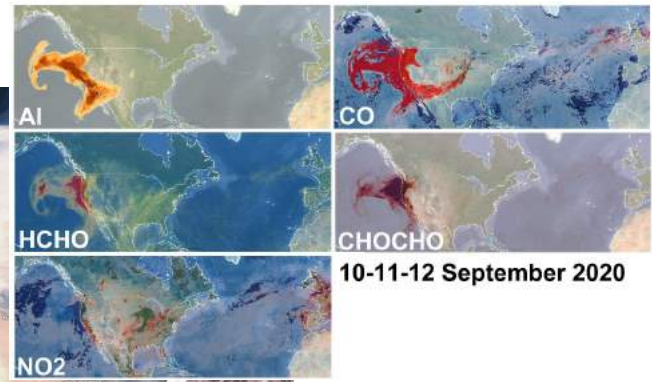 AI
CO
HCHO
CHOCHO
NO2
10-11-12 September 2020